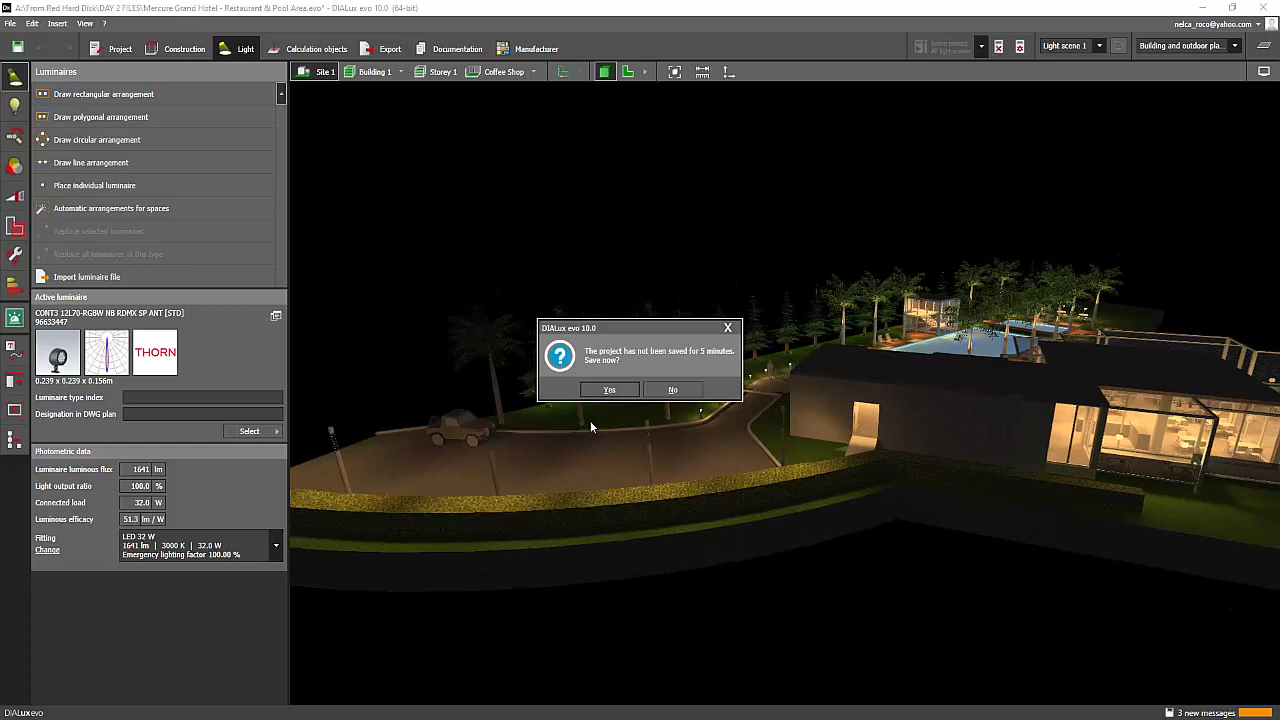 A:\From Red Hard Disk\DAY 2 FILES\Mercure Grand Hotel - Restaurant & Pool Area.evo* - DIALux evo 10.0 (64-bit)
File Edit Insert View ?
nelca_roco@yahoo.com
Project Construction Light Calculation objects Export Documentation Manufacturer
Light scene 1 Building and outdoor pla...
Luminaires
Site 1 Building 1 Storey 1 Coffee Shop
Draw rectangular arrangement
Draw polygonal arrangement
Draw circular arrangement
Draw line arrangement
Place individual luminaire
Automatic arrangements for spaces
Replace selected luminaires
Replace all luminaires of this type
Import luminaire file
Active luminaire
CONT3 12L70-RGBW NB RDMX SP ANT [STD]
96633447
THORN
0.239 x 0.239 x 0.156m
Luminaire type index
Designation in DWG plan
Select
Photometric data
Luminaire luminous flux 1641 lm
Light output ratio 100.0 %
Connected load 32.0 W
Luminous efficacy 51.3 lm / W
Fitting
Change
LED 32 W
1641 lm | 3000 K | 32.0 W
Emergency lighting factor 100.00 %
DIALux evo 10.0 X
The project has not been saved for 5 minutes.
Save now?
Yes No
DIALux evo
3 new messages